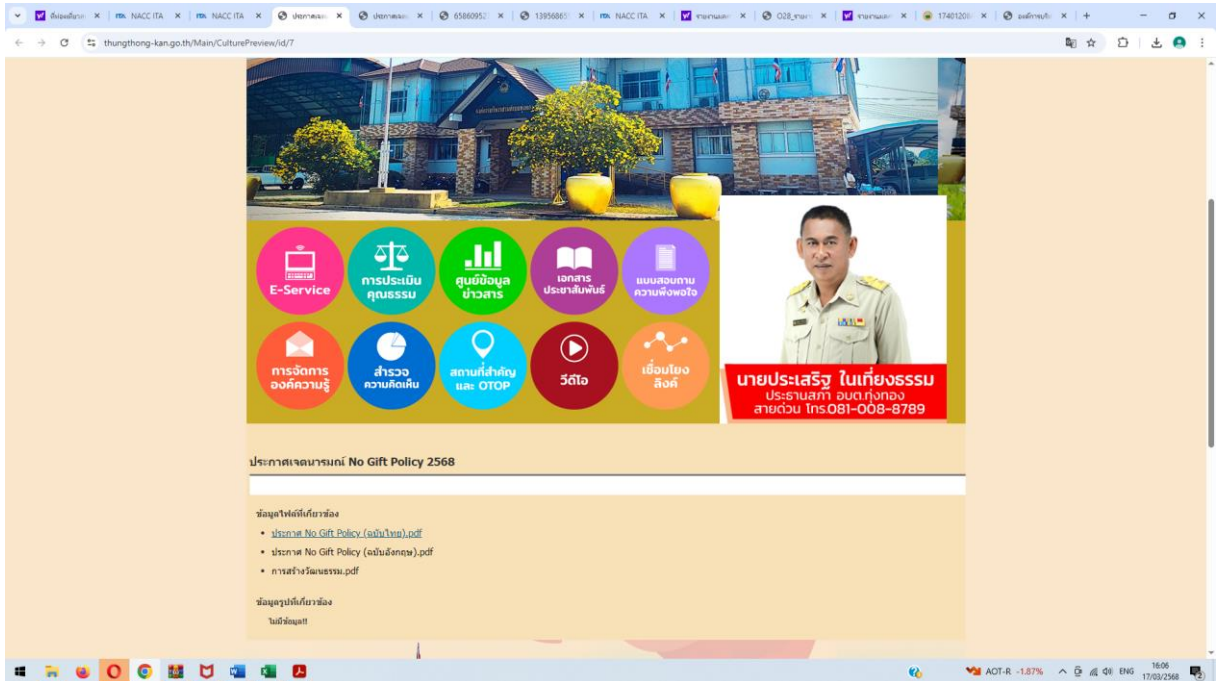 NACC ITA
NACC ITA
NACC ITA
thungthong-kan.go.th/Main/CulturePreview/id/7
E-Service
การประเมิน
คุณธรรม
ศูนย์ข้อมูล
ข่าวสาร
เอกสาร
ประชาสัมพันธ์
แบบสอบถาม
ความพึงพอใจ
การจัดการ
องค์ความรู้
สำรวจ
ความคิดเห็น
สถานที่สำคัญ
และ OTOP
วีดีโอ
เชื่อมโยง
ลิงค์
นายประเสริฐ ในเที่ยงธรรม
ประธานสภา อบต.ทุ่งทอง
สายด่วน โทร.081-008-8789
ประกาศเจตนารมณ์ No Gift Policy 2568
ข้อมูลไฟล์ที่เกี่ยวข้อง
ประกาศ No Gift Policy (ฉบับไทย).pdf
ประกาศ No Gift Policy (ฉบับอังกฤษ).pdf
การสร้างวัฒนธรรม.pdf
ข้อมูลรูปที่เกี่ยวข้อง
ไม่มีข้อมูล!!
AOT-R -1.87%
ENG
16:06
17/03/2568